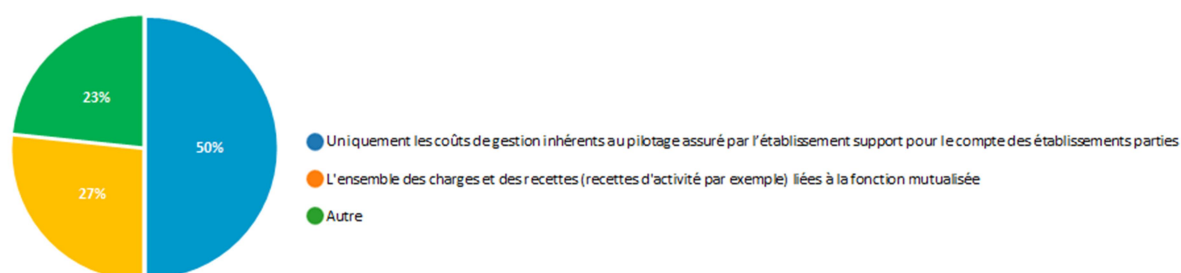 23%
50%
27%
Uniquement les coûts de gestion inhérents au pilotage assuré par l’établissement support pour le compte des établissements parties
L'ensemble des charges et des recettes (recettes d'activité par exemple) liées à la fonction mutualisée
Autre